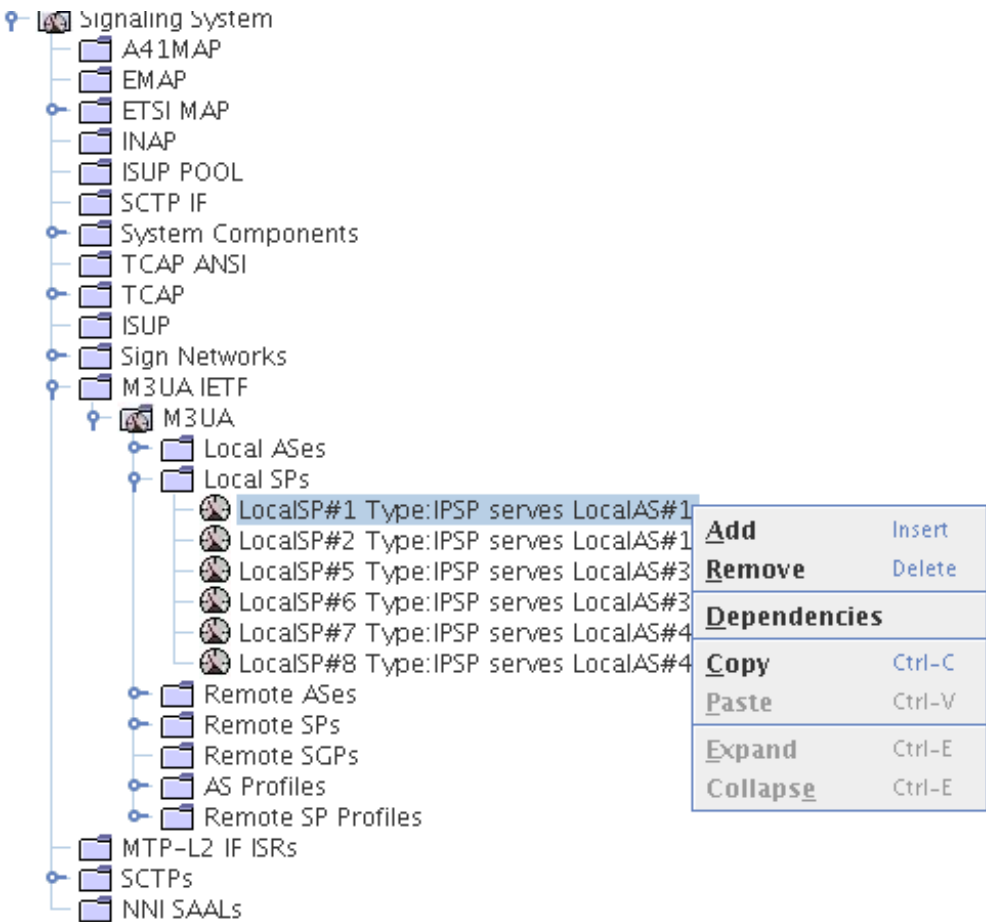 Signaling System
A41MAP
EMAP
ETSI MAP
INAP
ISUP POOL
SCTP IF
System Components
TCAP ANSI
TCAP
ISUP
Sign Networks
M3UA IETF
M3UA
Local ASes
Local SPs
LocalSP#1 Type:IPSP serves LocalAS#1
LocalSP#2 Type:IPSP serves LocalAS#1
LocalSP#5 Type:IPSP serves LocalAS#3
LocalSP#6 Type:IPSP serves LocalAS#3
LocalSP#7 Type:IPSP serves LocalAS#4
LocalSP#8 Type:IPSP serves LocalAS#4
Remote ASes
Remote SPs
Remote SGPs
AS Profiles
Remote SP Profiles
MTP-L2 IF ISRs
SCTPs
NNI SAALs
Add Insert
Remove Delete
Dependencies
Copy Ctrl-C
Paste Ctrl-V
Expand Ctrl-E
Collapse Ctrl-E